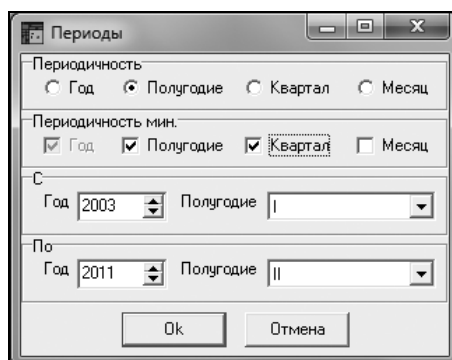 Периоды
Периодичность
Год Полугодие Квартал Месяц
Периодичность мин.
Год Полугодие Квартал Месяц
С
Год 2003 Полугодие I
По
Год 2011 Полугодие II
Ok Отмена